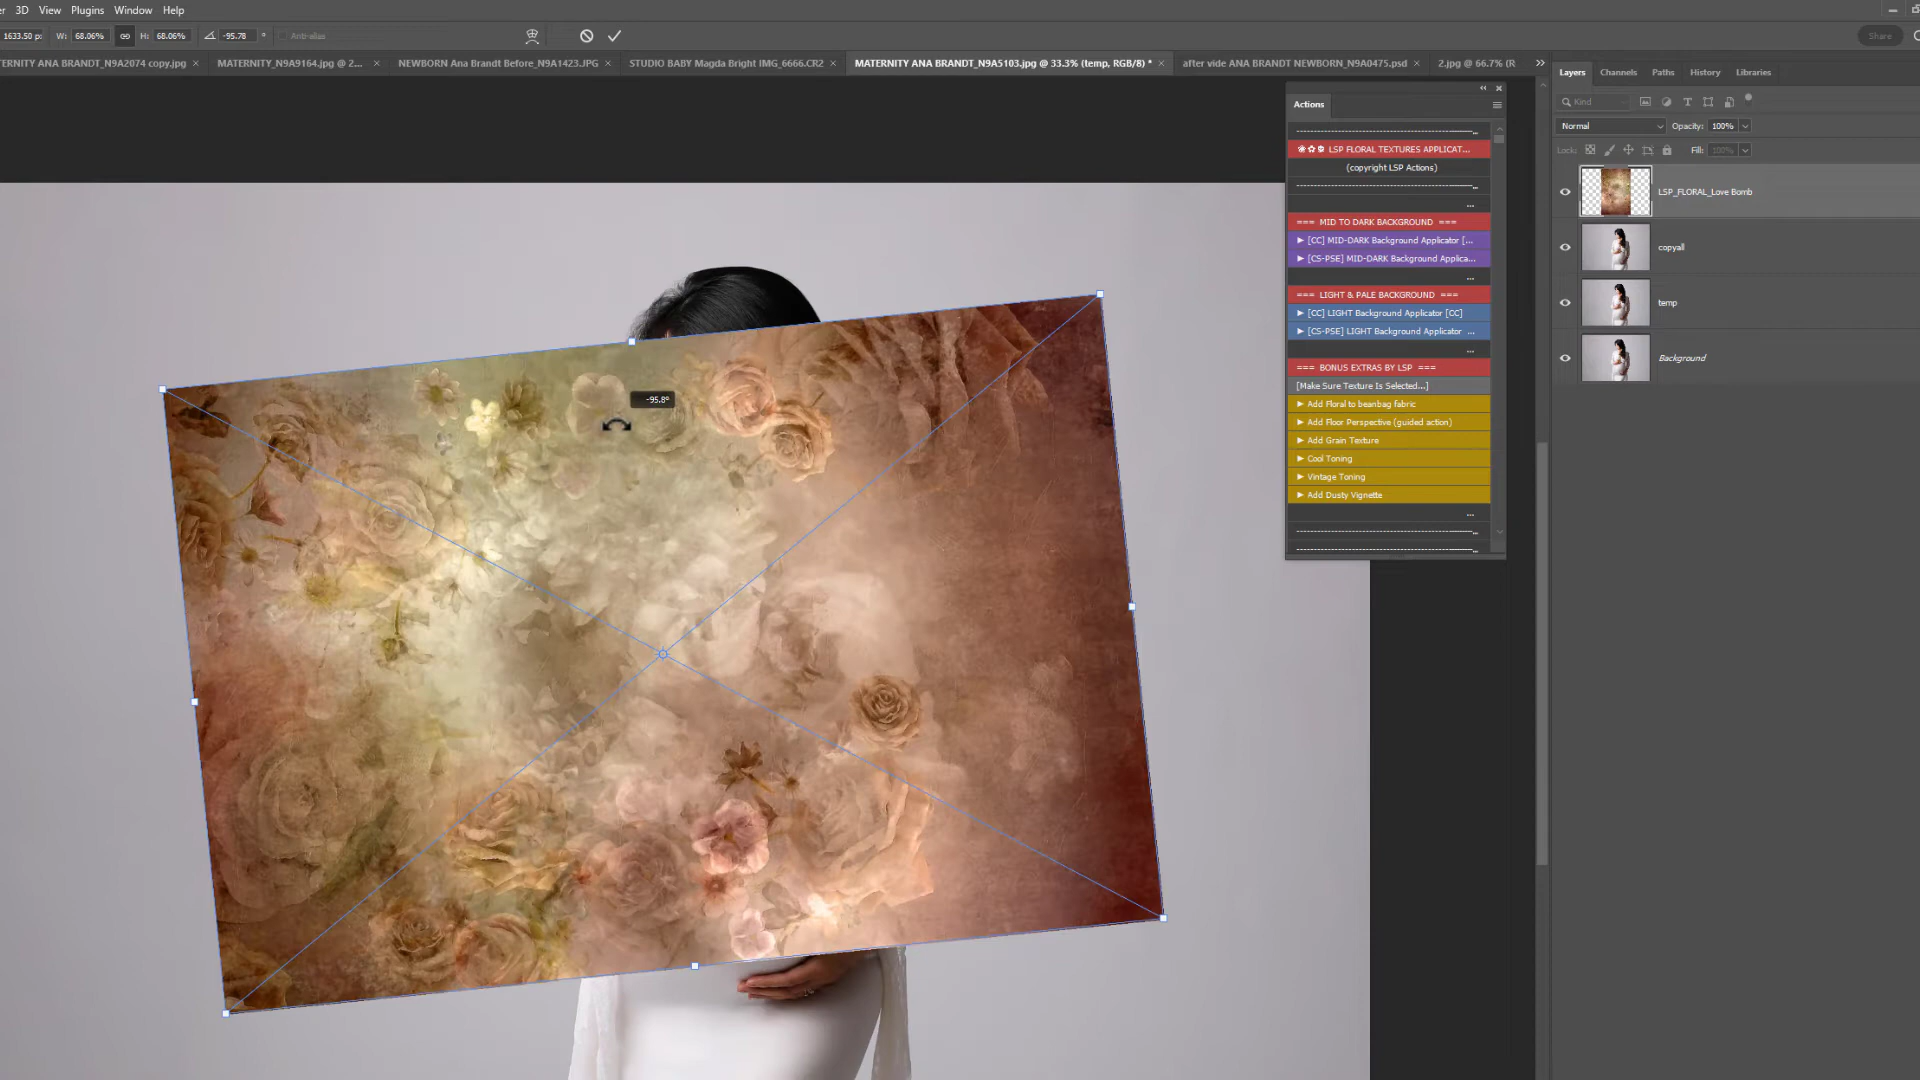 er 3D View Plugins Window Help
1633.50 p: W: 68.06% H: 68.06% -95.78 ° Anti-alias Share
TERNITY ANA BRANDT_N9A2074 copy.jpg × MATERNITY_N9A9164.jpg @ 2... × NEWBORN Ana Brandt Before_N9A1423.JPG × STUDIO BABY Magda Bright IMG_6666.CR2 × MATERNITY ANA BRANDT_N9A5103.jpg @ 33.3% (temp, RGB/8) * × after vide ANA BRANDT NEWBORN_N9A0475.psd × 2.jpg @ 66.7% (R
Actions
LSP FLORAL TEXTURES APPLICAT...
(copyright LSP Actions)
...
=== MID TO DARK BACKGROUND ===
[CC] MID-DARK Background Applicator [...
[CS-PSE] MID-DARK Background Applica...
...
=== LIGHT & PALE BACKGROUND ===
[CC] LIGHT Background Applicator [CC]
[CS-PSE] LIGHT Background Applicator ...
...
=== BONUS EXTRAS BY LSP ===
[Make Sure Texture Is Selected...]
Add Floral to beanbag fabric
Add Floor Perspective (guided action)
Add Grain Texture
Cool Toning
Vintage Toning
Add Dusty Vignette
...
-95.8°
Layers Channels Paths History Libraries
Kind
Normal Opacity: 100%
Lock: Fill: 100%
LSP_FLORAL_Love Bomb
copyall
temp
Background